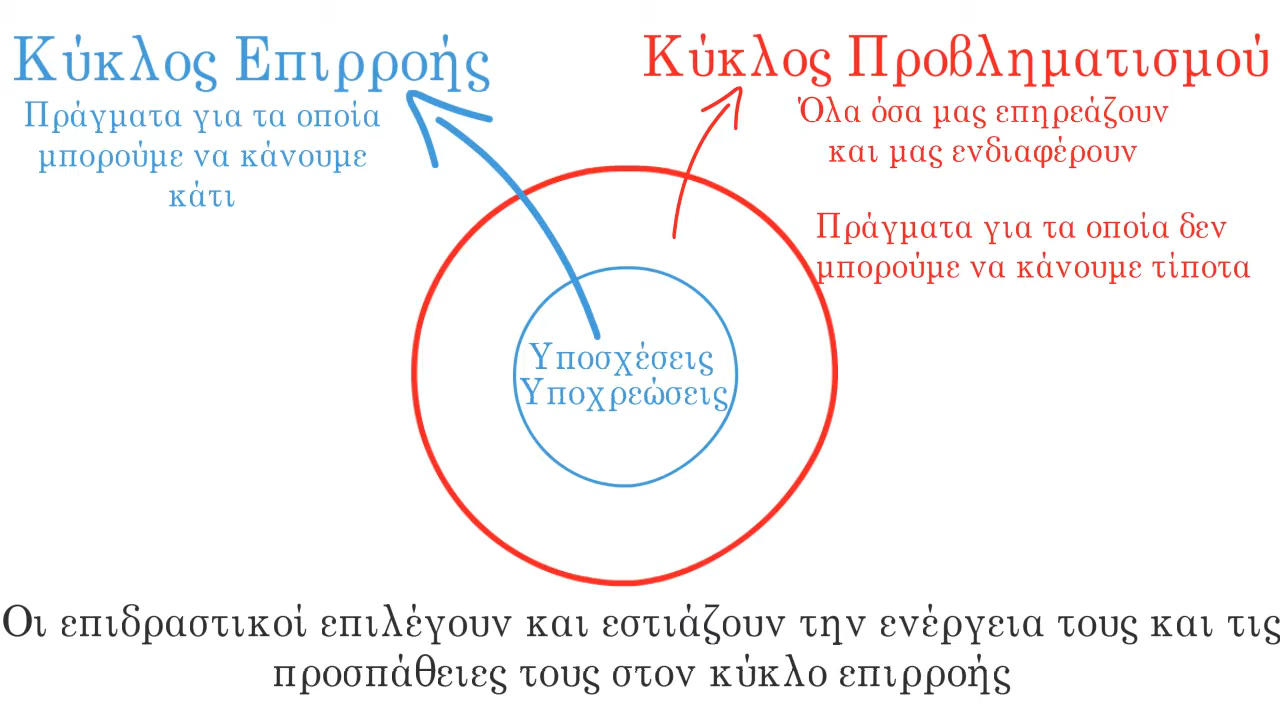 Κύκλος Επιρροής
Πράγματα για τα οποία
μπορούμε να κάνουμε
κάτι
Κύκλος Προβληματισμού
Όλα όσα μας επηρεάζουν
και μας ενδιαφέρουν
Πράγματα για τα οποία δεν
μπορούμε να κάνουμε τίποτα
Υποσχέσεις
Υποχρεώσεις
Οι επιδραστικοί επιλέγουν και εστιάζουν την ενέργεια τους και τις
προσπάθειες τους στον κύκλο επιρροής